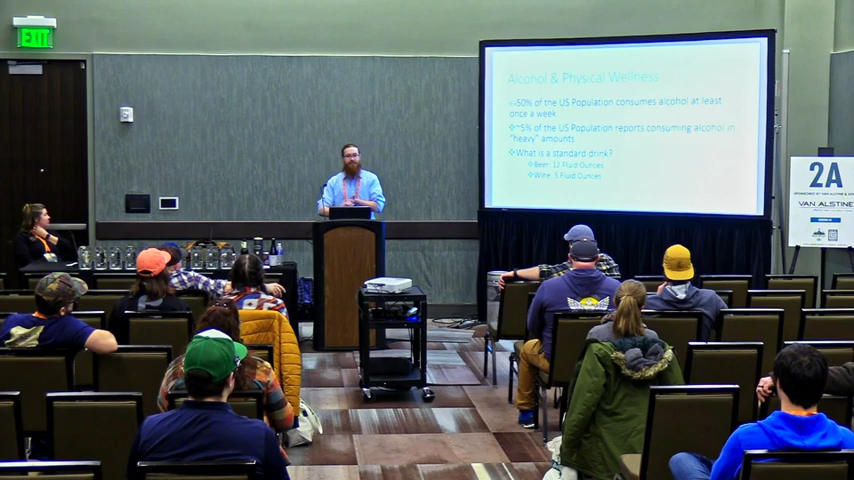 EXIT
Alcohol & Physical Wellness
~50% of the US Population consumes alcohol at least
once a week
~5% of the US Population reports consuming alcohol in
"heavy" amounts
What is a standard drink?
Beer: 12 Fluid Ounces
Wine: 5 Fluid Ounces
2A
VAN ALSTINE